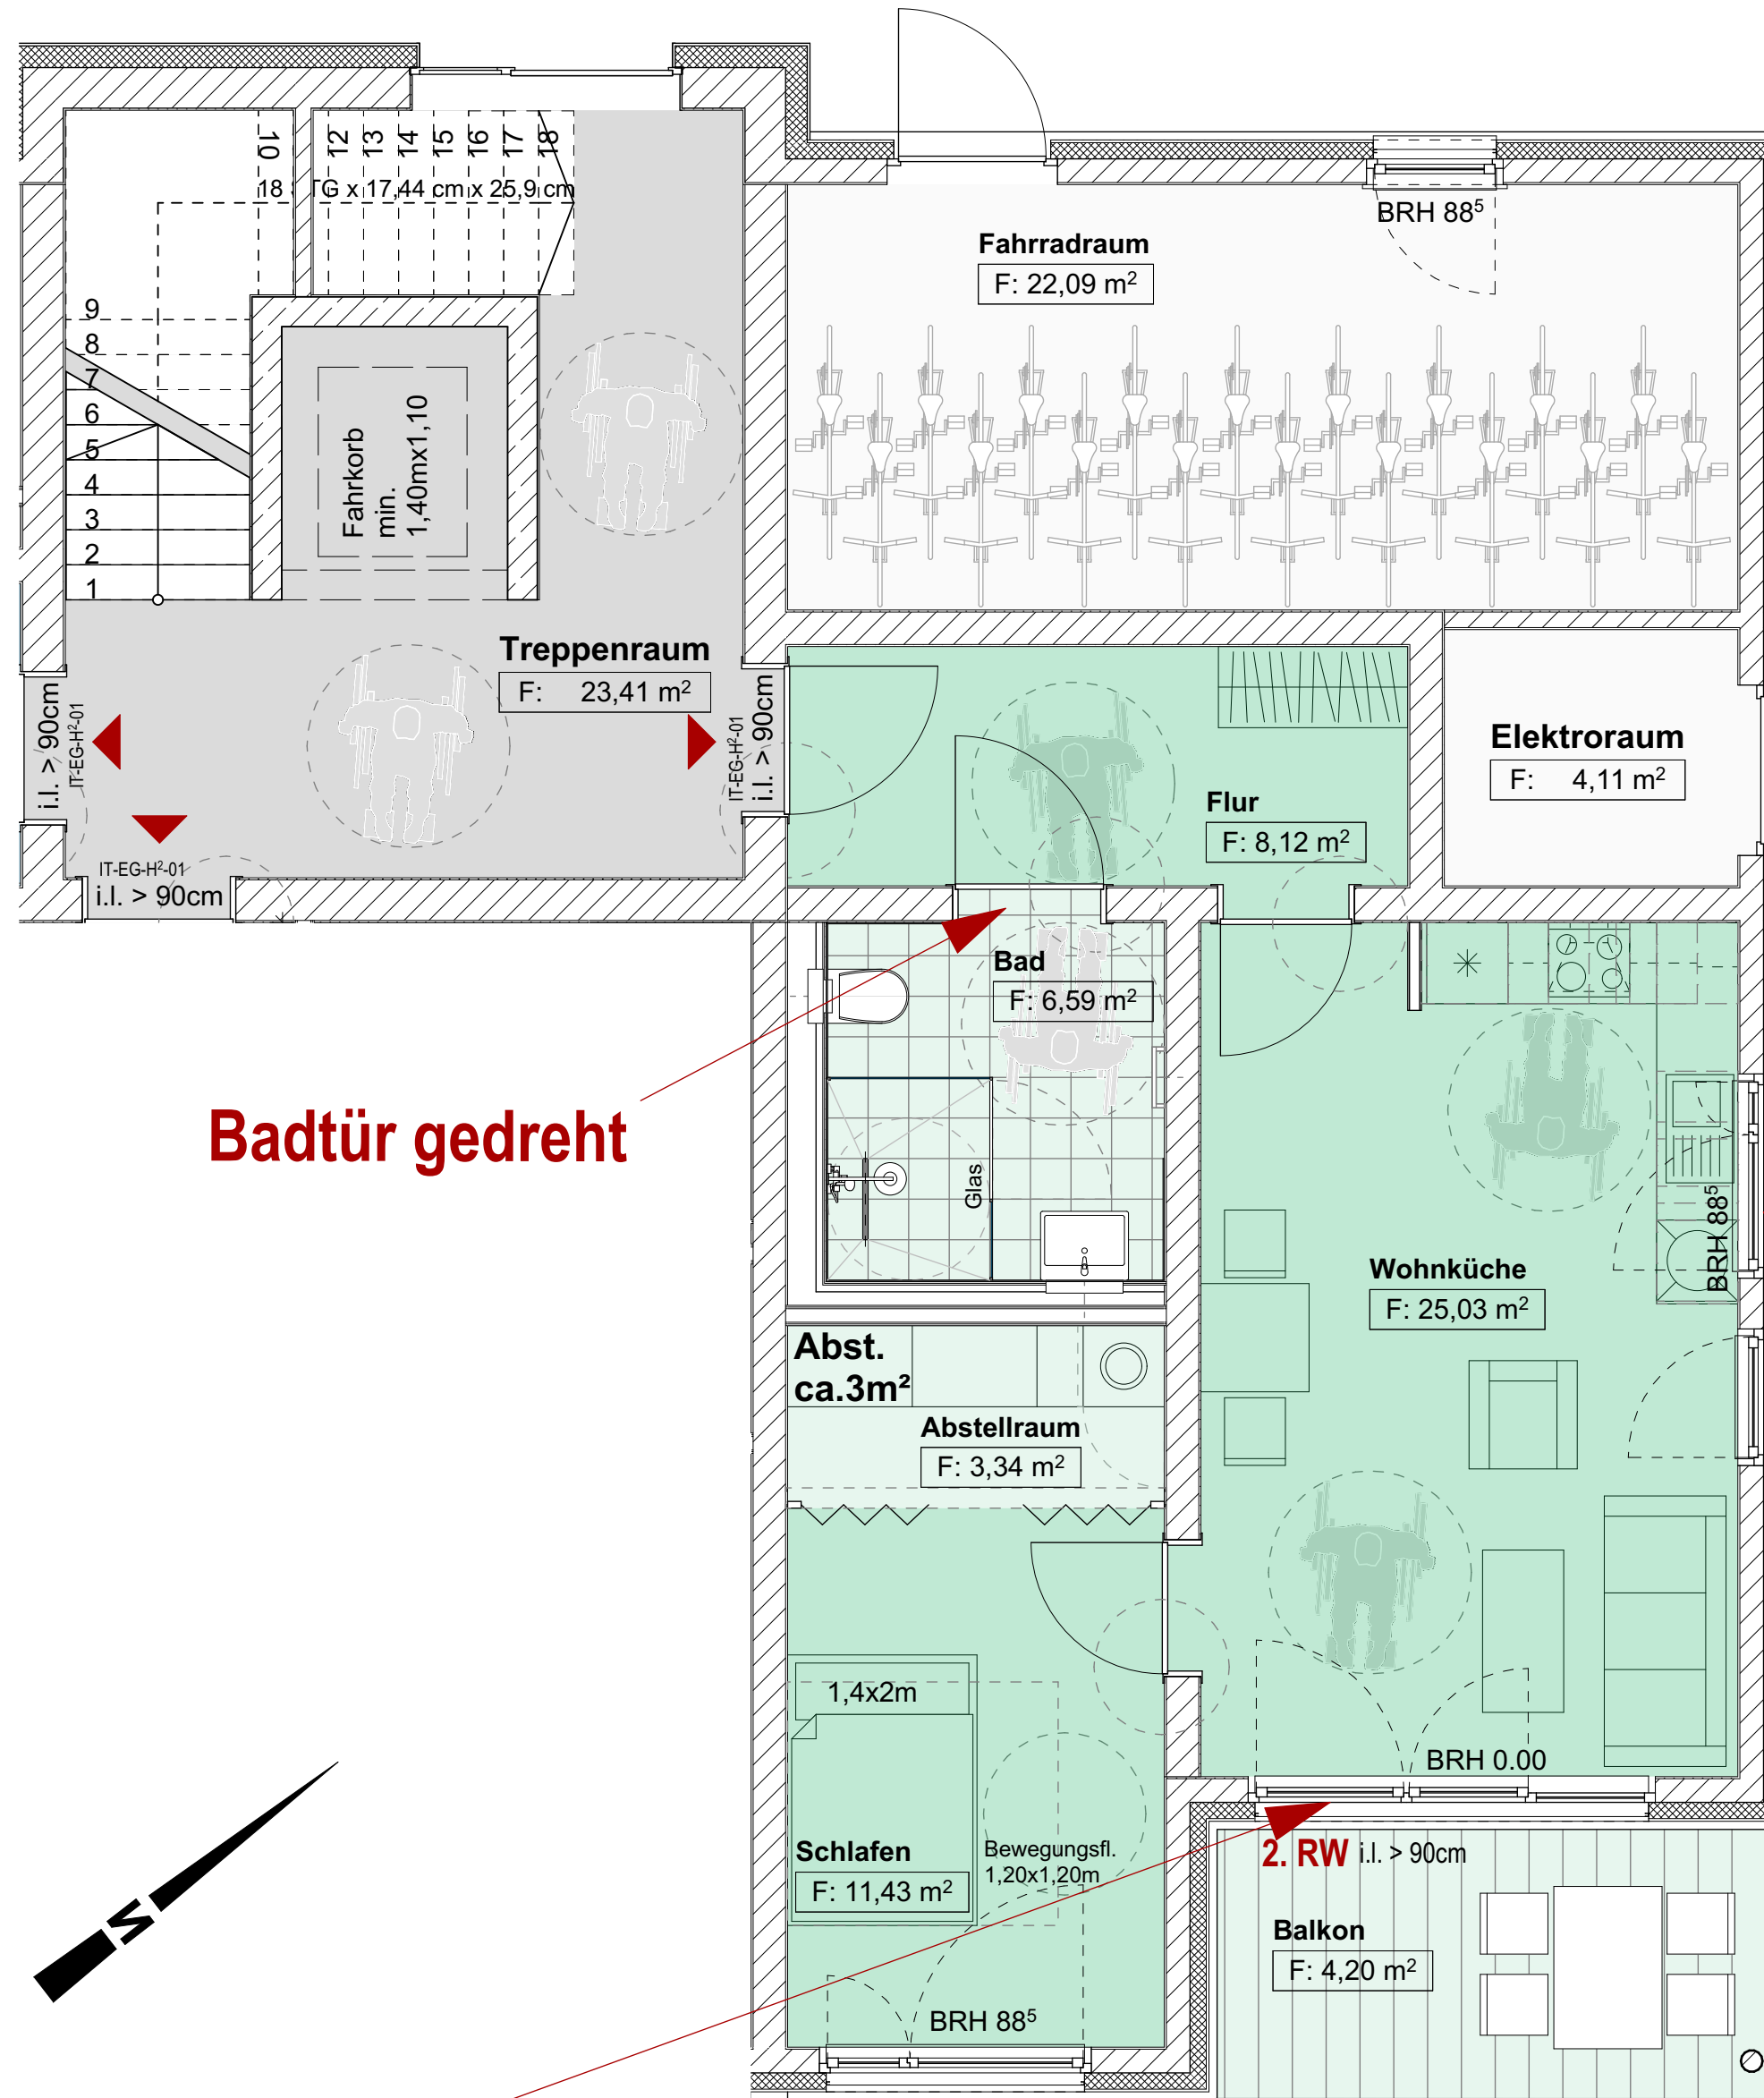 10
12
13
14
15
16
17
18
18 STG x 17,44 cm x 25,9 cm
9
8
7
6
5
4
3
2
1
Fahrkorb
min.
1,40mx1,10
Fahrradraum
F: 22,09 m²
BRH 88⁵
Treppenraum
F: 23,41 m²
i.l. > 90cm
IT-EG-H²-01
IT-EG-H²-01
i.l. > 90cm
IT-EG-H²-01
i.l. > 90cm
Flur
F: 8,12 m²
Elektroraum
F: 4,11 m²
Bad
F: 6,59 m²
Badtür gedreht
Glas
Wohnküche
F: 25,03 m²
BRH 88⁵
Abst.
ca.3m²
Abstellraum
F: 3,34 m²
1,4x2m
BRH 0.00
Schlafen
F: 11,43 m²
Bewegungsfl.
1,20x1,20m
2. RW i.l. > 90cm
Balkon
F: 4,20 m²
BRH 88⁵
N